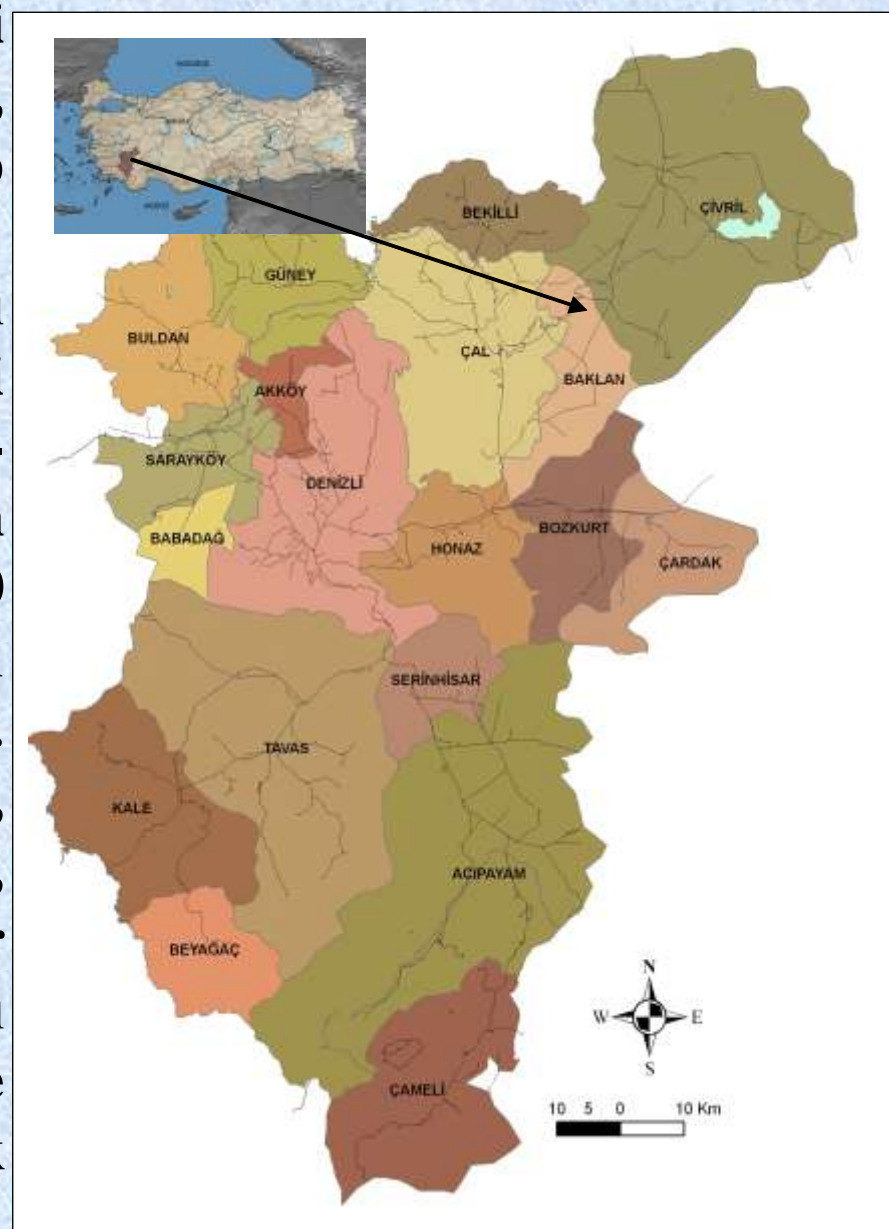 BEKİLLİ
ÇİVRİL
GÜNEY
BULDAN
ÇAL
BAKLAN
AKKÖY
SARAYKÖY
DENİZLİ
BABADAĞ
HONAZ
BOZKURT
ÇARDAK
SERİNHİSAR
TAVAS
KALE
ACIPAYAM
BEYAĞAÇ
N
W E
S
ÇAMELİ
10 5 0 10 Km